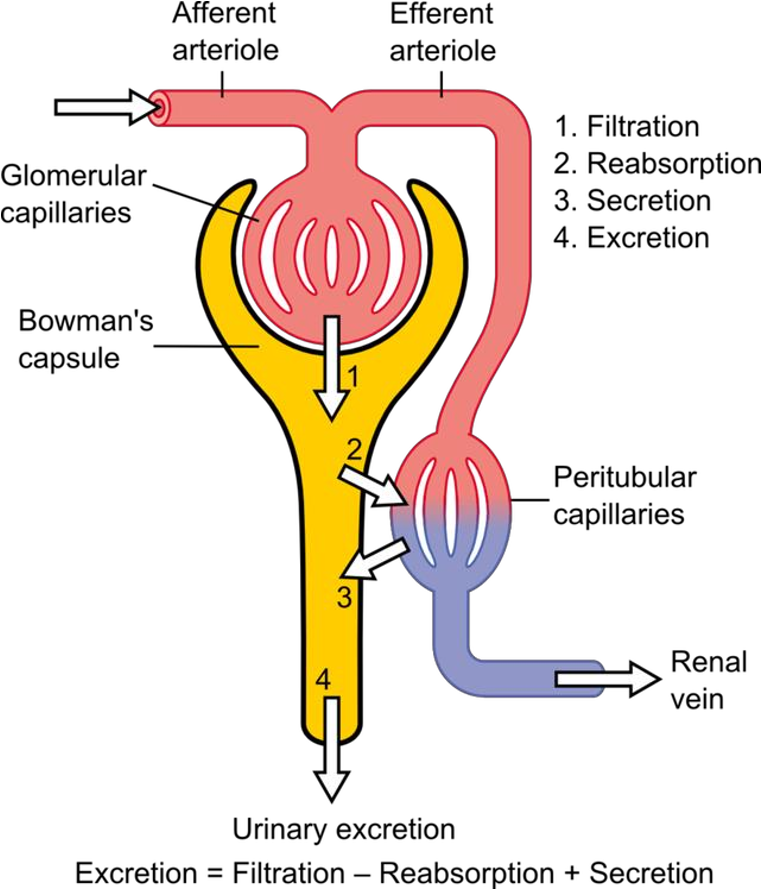 Afferent
arteriole
Efferent
arteriole
1. Filtration
2. Reabsorption
3. Secretion
4. Excretion
Glomerular
capillaries
Bowman's
capsule
1
2
Peritubular
capillaries
3
4
Renal
vein
Urinary excretion
Excretion = Filtration – Reabsorption + Secretion